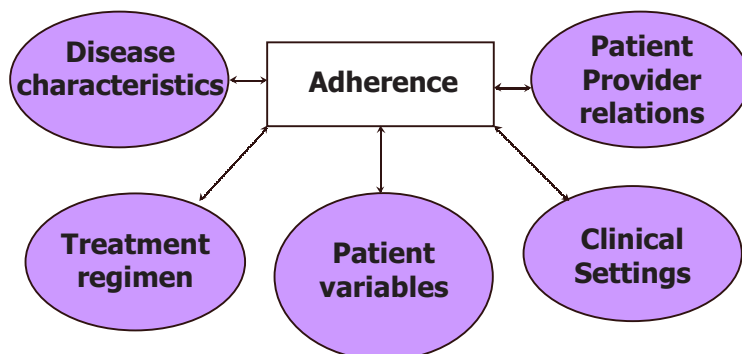 Disease
characteristics
Adherence
Patient
Provider
relations
Treatment
regimen
Patient
variables
Clinical
Settings